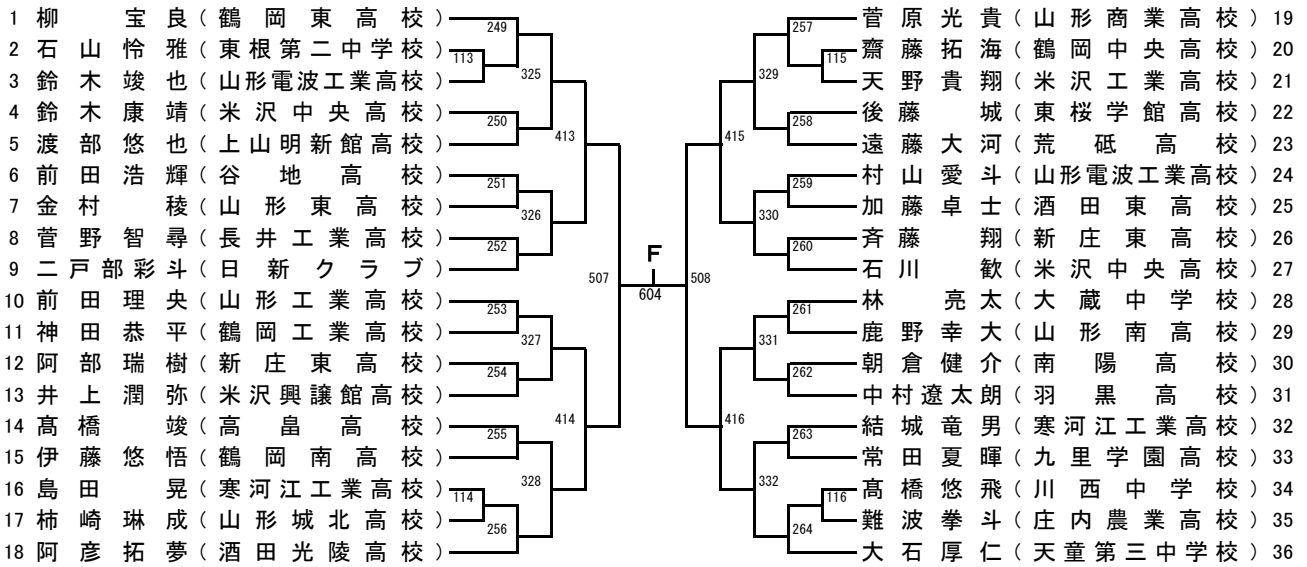 1 柳宝良(鶴岡東高校)
2 石山怜雅(東根第二中学校)
3 鈴木竣也(山形電波工業高校)
4 鈴木康靖(米沢中央高校)
5 渡部悠也(上山明新館高校)
6 前田浩輝(谷地高校)
7 金村稜(山形東高校)
8 菅野智尋(長井工業高校)
9 二戸部彩斗(日新クラブ)
10 前田理央(山形工業高校)
11 神田恭平(鶴岡工業高校)
12 阿部瑞樹(新庄東高校)
13 井上潤弥(米沢興譲館高校)
14 髙橋竣(高畠高校)
15 伊藤悠悟(鶴岡南高校)
16 島田晃(寒河江工業高校)
17 柿崎琳成(山形城北高校)
18 阿彦拓夢(酒田光陵高校)
249
113
325
250
413
251
326
252
507
253
327
254
414
255
328
114
256
F
604
257
115
329
258
415
259
330
260
508
261
331
262
416
263
332
116
264
菅原光貴(山形商業高校) 19
齋藤拓海(鶴岡中央高校) 20
天野貴翔(米沢工業高校) 21
後藤城(東桜学館高校) 22
遠藤大河(荒砥高校) 23
村山愛斗(山形電波工業高校) 24
加藤卓士(酒田東高校) 25
斉藤翔(新庄東高校) 26
石川歓(米沢中央高校) 27
林亮太(大蔵中学校) 28
鹿野幸大(山形南高校) 29
朝倉健介(南陽高校) 30
中村遼太朗(羽黒高校) 31
結城竜男(寒河江工業高校) 32
常田夏暉(九里学園高校) 33
髙橋悠飛(川西中学校) 34
難波拳斗(庄内農業高校) 35
大石厚仁(天童第三中学校) 36